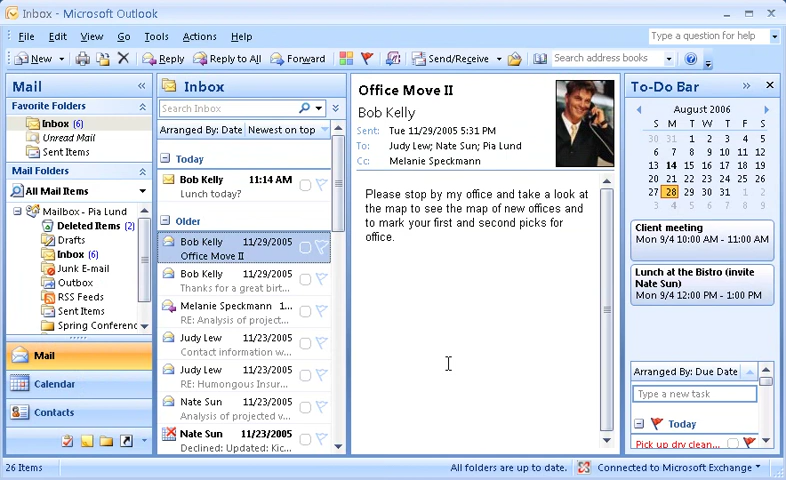 Inbox - Microsoft Outlook
File Edit View Go Tools Actions Help
Type a question for help
New Reply Reply to All Forward Send/Receive Search address books
Mail
Favorite Folders
Inbox (6)
Unread Mail
Sent Items
Mail Folders
All Mail Items
Mailbox - Pia Lund
Deleted Items (2)
Drafts
Inbox (6)
Junk E-mail
Outbox
RSS Feeds
Sent Items
Spring Conferenc
Mail
Calendar
Contacts
Inbox
Search Inbox
Arranged By: Date Newest on top
Today
Bob Kelly 11:14 AM
Lunch today?
Older
Bob Kelly 11/29/2005
Office Move II
Bob Kelly 11/29/2005
Thanks for a great birt...
Melanie Speckmann 1...
RE: Analysis of project...
Judy Lew 11/23/2005
Contact information w...
Judy Lew 11/23/2005
RE: Humongous Insur...
Nate Sun 11/23/2005
Analysis of projected v...
Nate Sun 11/23/2005
Declined: Updated: Kic...
Office Move II
Bob Kelly
Sent: Tue 11/29/2005 5:31 PM
To: Judy Lew; Nate Sun; Pia Lund
Cc: Melanie Speckmann
Please stop by my office and take a look at
the map to see the map of new offices and
to mark your first and second picks for
office.
To-Do Bar
August 2006
S M T W T F S
30 31 1 2 3 4 5
6 7 8 9 10 11 12
13 14 15 16 17 18 19
20 21 22 23 24 25 26
27 28 29 30 31 1 2
3 4 5 6 7 8 9
Client meeting
Mon 9/4 10:00 AM - 11:00 AM
Lunch at the Bistro (invite
Nate Sun)
Mon 9/4 12:00 PM - 1:00 PM
Arranged By: Due Date
Type a new task
Today
Pick up dry clean...
26 Items
All folders are up to date.
Connected to Microsoft Exchange